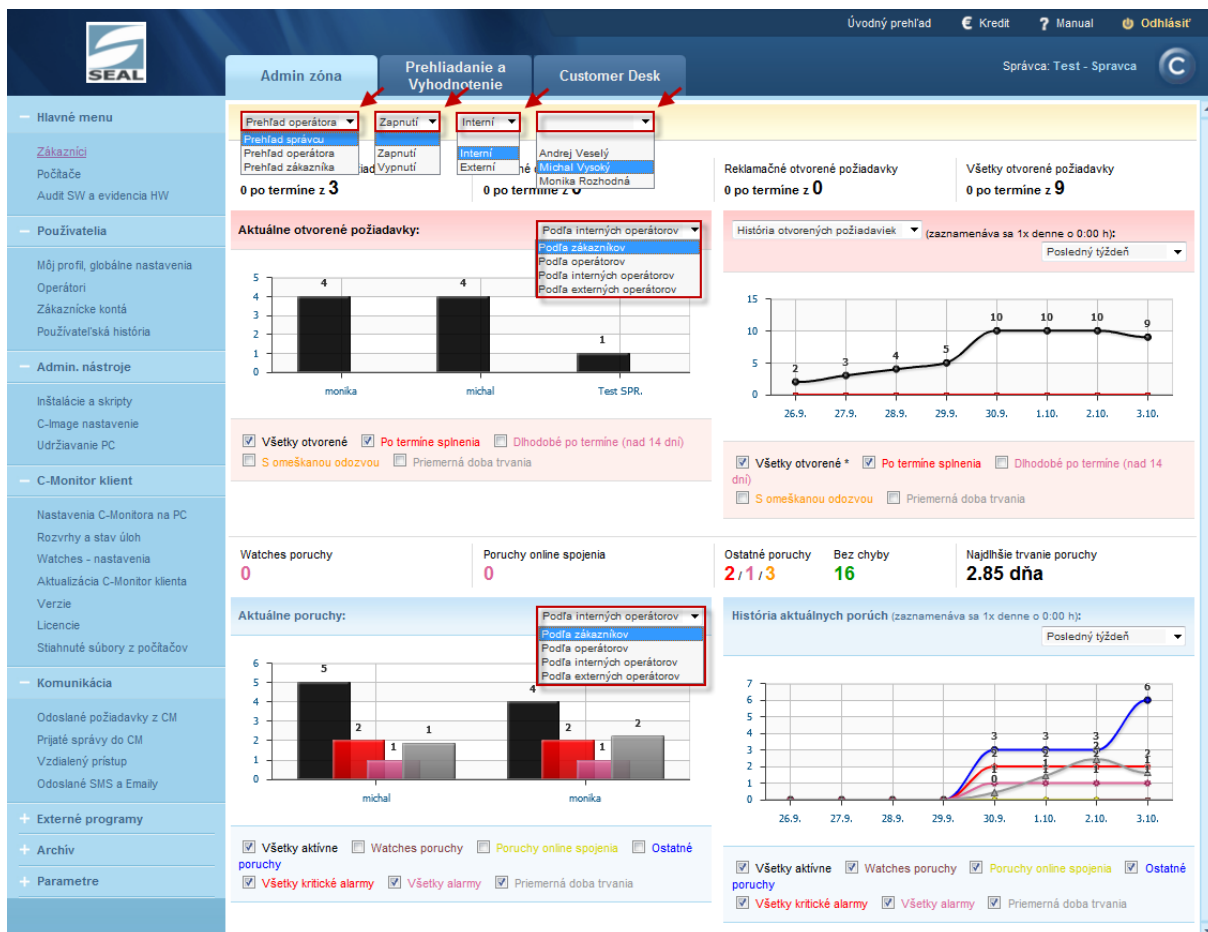 Úvodný prehľad € Kredit ? Manual Odhlásiť
SEAL
Admin zóna
Prehliadanie a Vyhodnotenie
Customer Desk
Správca: Test - Spravca
Hlavné menu
Zákazníci
Počítače
Audit SW a evidencia HW
Používatelia
Môj profil, globálne nastavenia
Operátori
Zákaznícke kontá
Používateľská história
Admin. nástroje
Inštalácie a skripty
C-Image nastavenie
Udržiavanie PC
C-Monitor klient
Nastavenia C-Monitora na PC
Rozvrhy a stav úloh
Watches - nastavenia
Aktualizácia C-Monitor klienta
Verzie
Licencie
Stiahnuté súbory z počítačov
Komunikácia
Odoslané požiadavky z CM
Prijaté správy do CM
Vzdialený prístup
Odoslané SMS a Emaily
Externé programy
Archív
Parametre
Prehľad operátora Zapnutí Interní
Prehľad správcu
Prehľad operátora
Prehľad zákazníka
Zapnutí
Vypnutí
Interní
Externí
Andrej Veselý
Michal Vysoký
Monika Rozhodná
0 po termíne z 3
0 po termíne z
Reklamačné otvorené požiadavky
0 po termíne z 0
Všetky otvorené požiadavky
0 po termíne z 9
Aktuálne otvorené požiadavky:
Podľa interných operátorov
Podľa zákazníkov
Podľa operátorov
Podľa interných operátorov
Podľa externých operátorov
5
4
3
2
1
0
4 4 1
monika michal Test SPR.
Všetky otvorené Po termíne splnenia Dlhodobé po termíne (nad 14 dní)
S omeškanou odozvou Priemerná doba trvania
História otvorených požiadaviek (zaznamenáva sa 1x denne o 0:00 h):
Posledný týždeň
15
10
5
0
2 3 4 5 10 10 10 9
26.9. 27.9. 28.9. 29.9. 30.9. 1.10. 2.10. 3.10.
Všetky otvorené * Po termíne splnenia Dlhodobé po termíne (nad 14
dní)
S omeškanou odozvou Priemerná doba trvania
Watches poruchy
0
Poruchy online spojenia
0
Ostatné poruchy
2 / 1 / 3
Bez chyby
16
Najdlhšie trvanie poruchy
2.85 dňa
Aktuálne poruchy:
Podľa interných operátorov
Podľa zákazníkov
Podľa operátorov
Podľa interných operátorov
Podľa externých operátorov
6
5
4
3
2
1
0
5 2 1 1 4 2 1 2
michal monika
Všetky aktívne Watches poruchy Poruchy online spojenia Ostatné
poruchy
Všetky kritické alarmy Všetky alarmy Priemerná doba trvania
História aktuálnych porúch (zaznamenáva sa 1x denne o 0:00 h):
Posledný týždeň
7
6
5
4
3
2
1
0
3 3 3 6
2 2 2
1 1 1 1
0
26.9. 27.9. 28.9. 29.9. 30.9. 1.10. 2.10. 3.10.
Všetky aktívne Watches poruchy Poruchy online spojenia Ostatné
poruchy
Všetky kritické alarmy Všetky alarmy Priemerná doba trvania